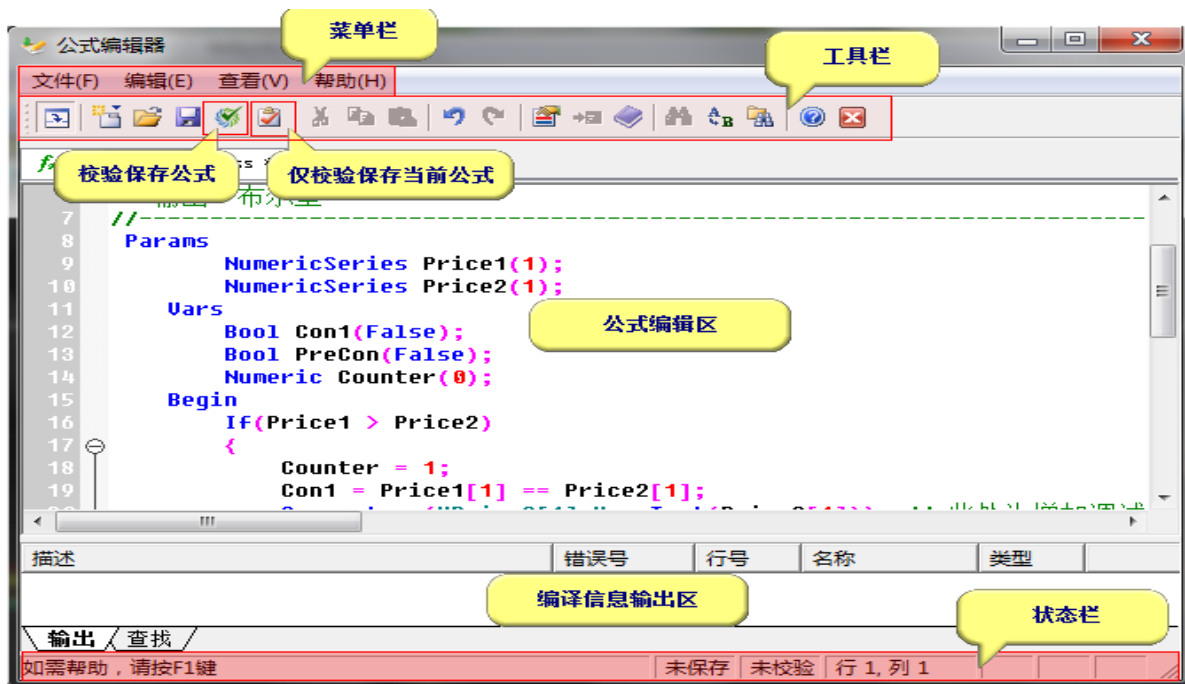 菜单栏
公式编辑器
工具栏
文件(F) 编辑(E) 查看(V) 帮助(H)
校验保存公式
仅校验保存当前公式
7 //----------------------------------------------------------------------
8 Params
9 NumericSeries Price1(1);
10 NumericSeries Price2(1);
11 Vars
12 Bool Con1(False);
公式编辑区
13 Bool PreCon(False);
14 Numeric Counter(0);
15 Begin
16 If(Price1 > Price2)
17 {
18 Counter = 1;
19 Con1 = Price1[1] == Price2[1];
描述 错误号 行号 名称 类型
编译信息输出区
状态栏
输出 查找
如需帮助，请按F1键 未保存 未校验 行 1, 列 1